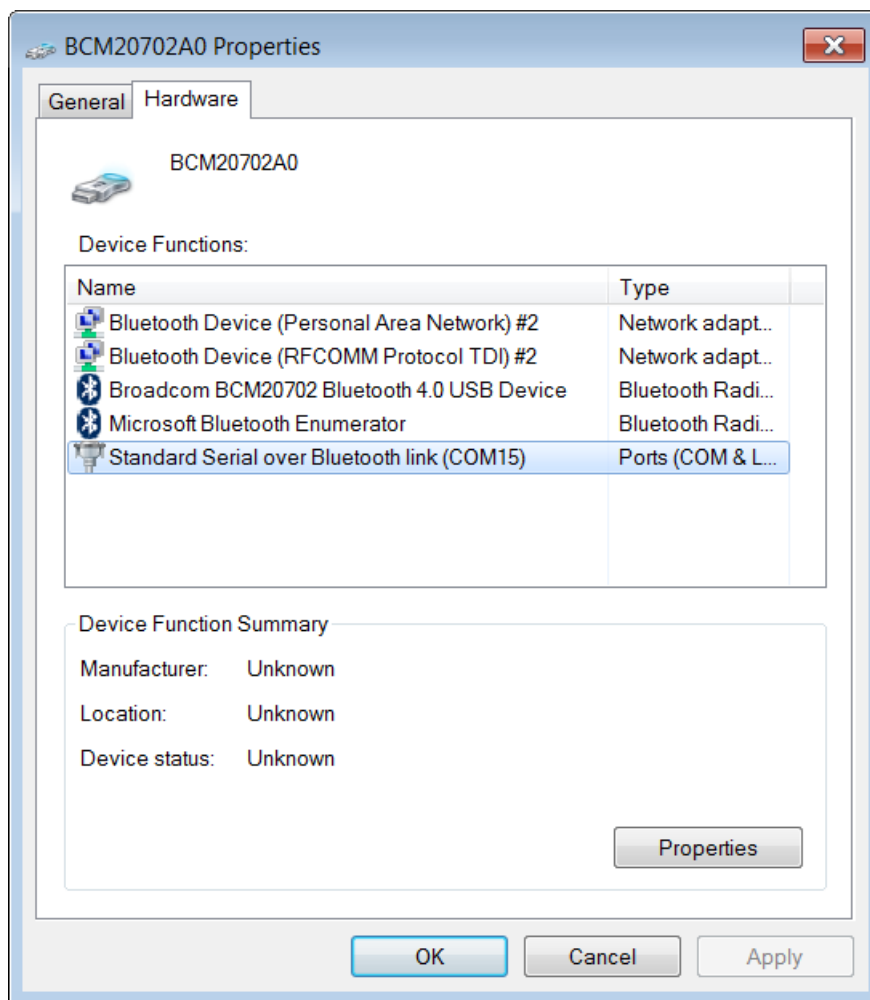 BCM20702A0 Properties
General Hardware
BCM20702A0
Device Functions:
Name Type
Bluetooth Device (Personal Area Network) #2 Network adapt...
Bluetooth Device (RFCOMM Protocol TDI) #2 Network adapt...
Broadcom BCM20702 Bluetooth 4.0 USB Device Bluetooth Radi...
Microsoft Bluetooth Enumerator Bluetooth Radi...
Standard Serial over Bluetooth link (COM15) Ports (COM & L...
Device Function Summary
Manufacturer: Unknown
Location: Unknown
Device status: Unknown
Properties
OK Cancel Apply